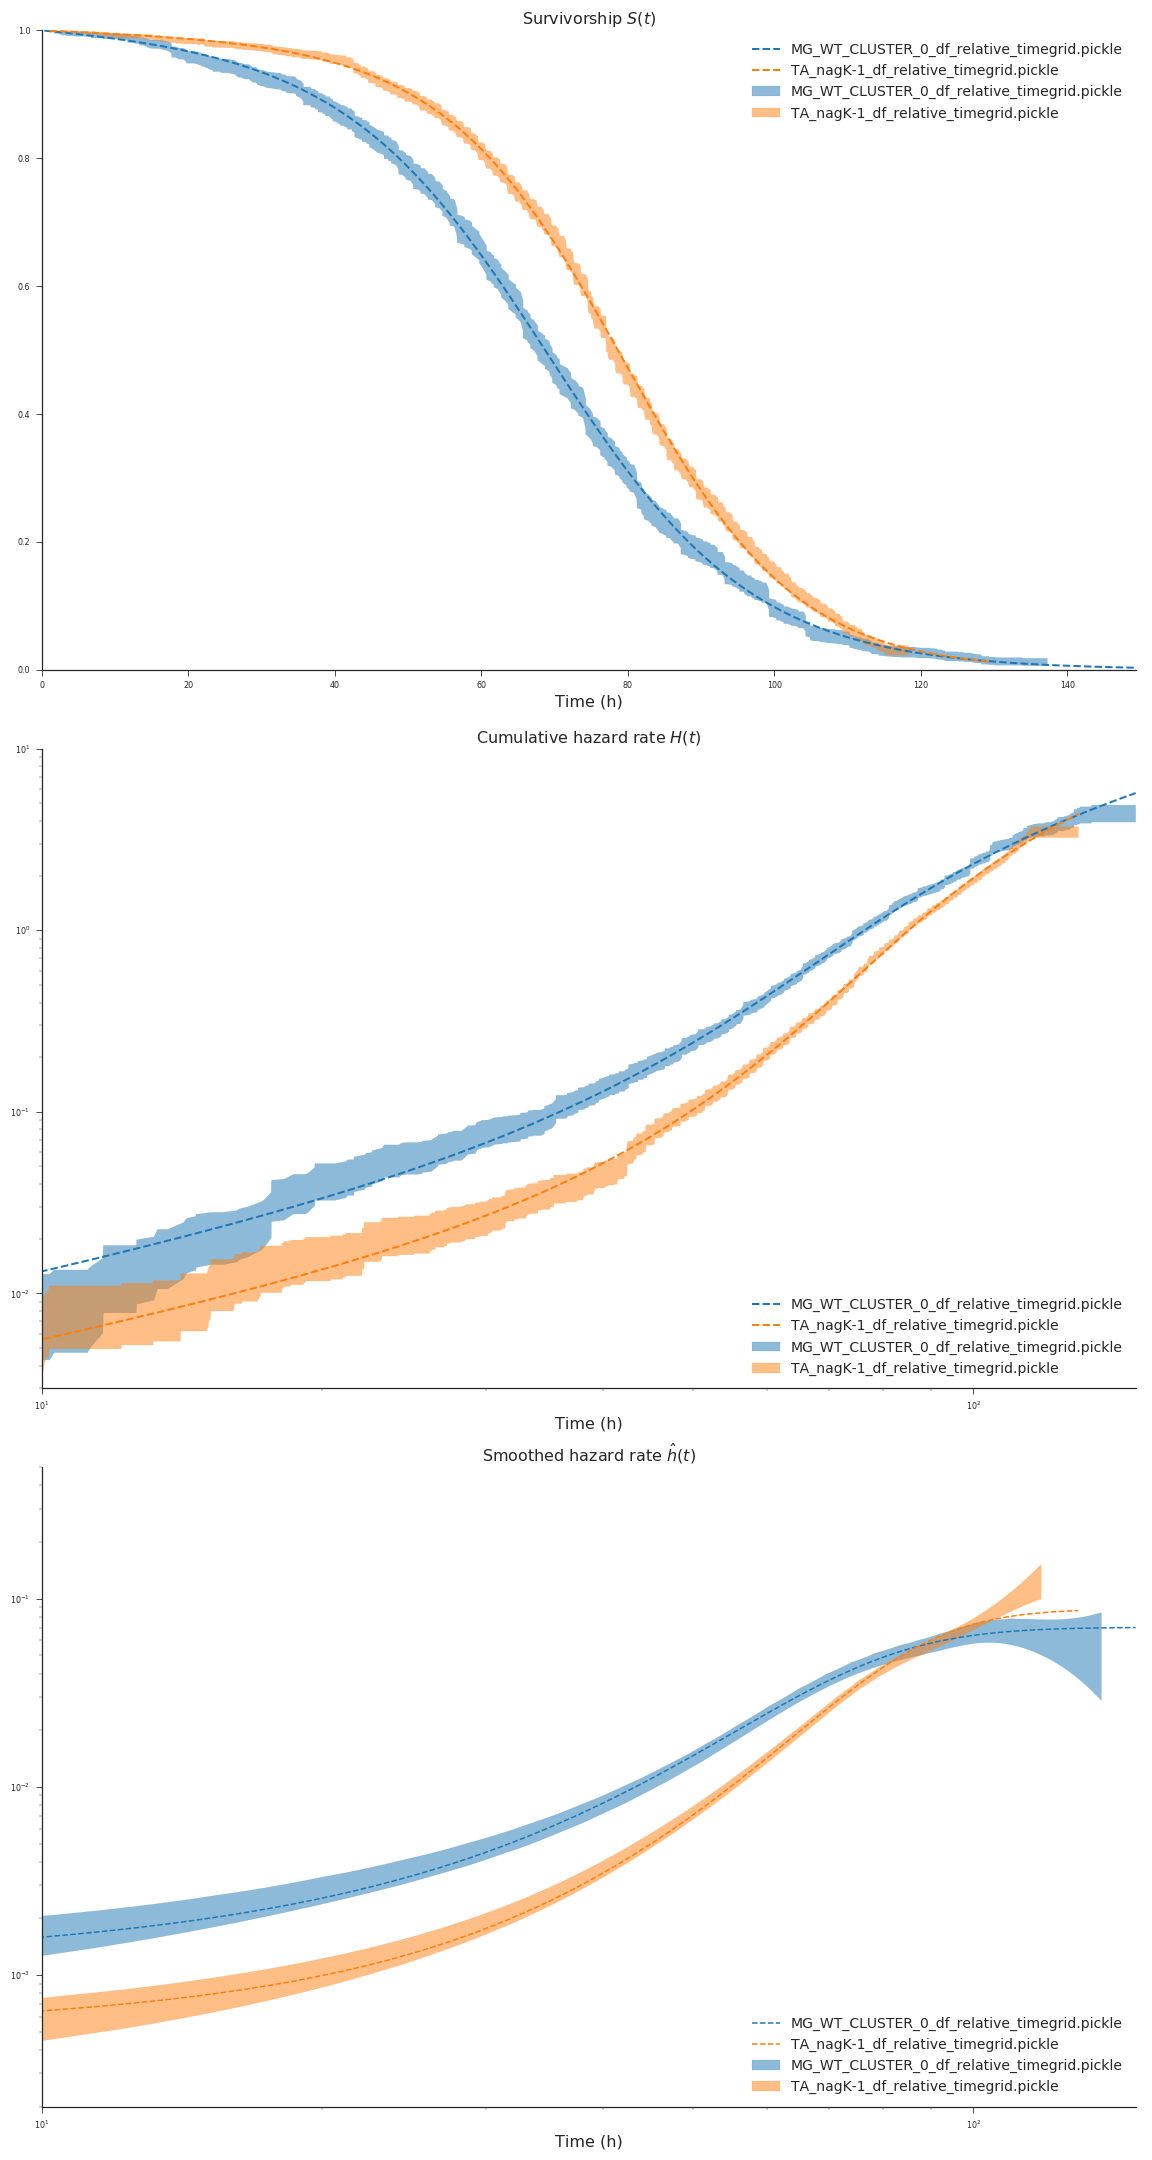 Survivorship S(t)
1.0
0.8
0.6
0.4
0.2
0.0
MG_WT_CLUSTER_0_df_relative_timegrid.pickle
TA_nagK-1_df_relative_timegrid.pickle
MG_WT_CLUSTER_0_df_relative_timegrid.pickle
TA_nagK-1_df_relative_timegrid.pickle
0 20 40 60 80 100 120 140
Time (h)
Cumulative hazard rate H(t)
10¹
10⁰
10⁻¹
10⁻²
MG_WT_CLUSTER_0_df_relative_timegrid.pickle
TA_nagK-1_df_relative_timegrid.pickle
MG_WT_CLUSTER_0_df_relative_timegrid.pickle
TA_nagK-1_df_relative_timegrid.pickle
10¹ 10²
Time (h)
Smoothed hazard rate ĥ(t)
10⁻¹
10⁻²
10⁻³
MG_WT_CLUSTER_0_df_relative_timegrid.pickle
TA_nagK-1_df_relative_timegrid.pickle
MG_WT_CLUSTER_0_df_relative_timegrid.pickle
TA_nagK-1_df_relative_timegrid.pickle
10¹ 10²
Time (h)